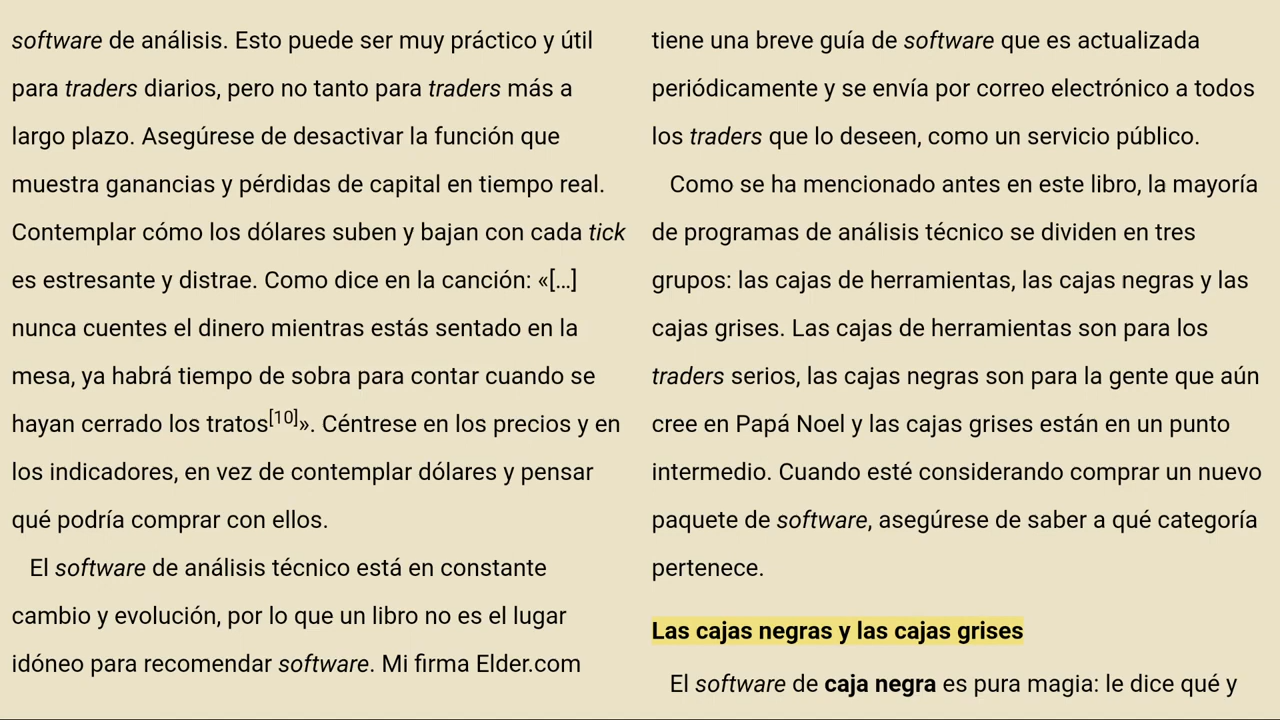 software de análisis. Esto puede ser muy práctico y útil
para traders diarios, pero no tanto para traders más a
largo plazo. Asegúrese de desactivar la función que
muestra ganancias y pérdidas de capital en tiempo real.
Contemplar cómo los dólares suben y bajan con cada tick
es estresante y distrae. Como dice en la canción: «[…]
nunca cuentes el dinero mientras estás sentado en la
mesa, ya habrá tiempo de sobra para contar cuando se
hayan cerrado los tratos[10]». Céntrese en los precios y en
los indicadores, en vez de contemplar dólares y pensar
qué podría comprar con ellos.
El software de análisis técnico está en constante
cambio y evolución, por lo que un libro no es el lugar
idóneo para recomendar software. Mi firma Elder.com
tiene una breve guía de software que es actualizada
periódicamente y se envía por correo electrónico a todos
los traders que lo deseen, como un servicio público.
Como se ha mencionado antes en este libro, la mayoría
de programas de análisis técnico se dividen en tres
grupos: las cajas de herramientas, las cajas negras y las
cajas grises. Las cajas de herramientas son para los
traders serios, las cajas negras son para la gente que aún
cree en Papá Noel y las cajas grises están en un punto
intermedio. Cuando esté considerando comprar un nuevo
paquete de software, asegúrese de saber a qué categoría
pertenece.
Las cajas negras y las cajas grises
El software de caja negra es pura magia: le dice qué y